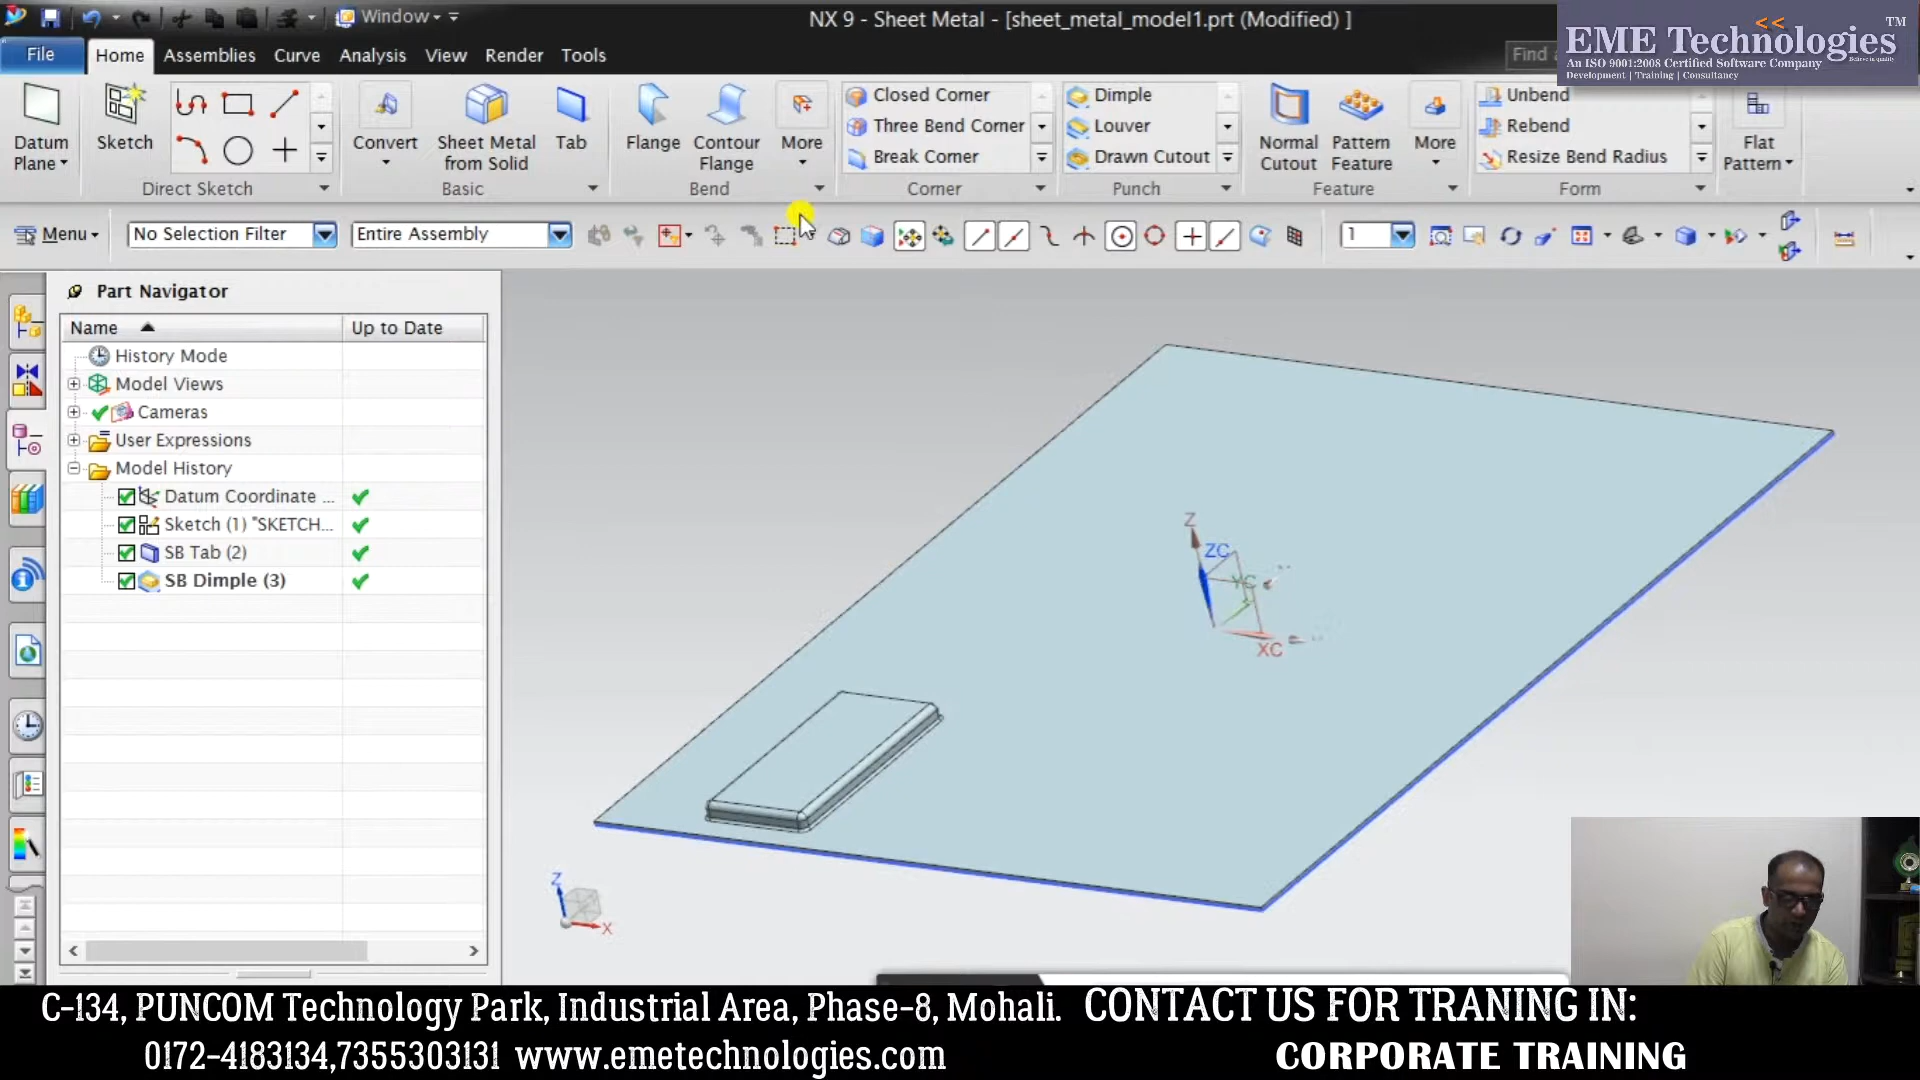 Window
NX 9 - Sheet Metal - [sheet_metal_model1.prt (Modified) ]
<<
EME Technologies
TM
An ISO 9001:2008 Certified Software Company
Believe in quality
Development | Training | Consultancy
File
Home
Assemblies
Curve
Analysis
View
Render
Tools
Find a
Datum Plane
Sketch
Direct Sketch
Convert
Sheet Metal from Solid
Tab
Basic
Flange
Contour Flange
More
Bend
Closed Corner
Three Bend Corner
Break Corner
Corner
Dimple
Louver
Drawn Cutout
Punch
Normal Cutout
Pattern Feature
More
Feature
Unbend
Rebend
Resize Bend Radius
Form
Flat Pattern
Menu
No Selection Filter
Entire Assembly
1
Part Navigator
Name
Up to Date
History Mode
Model Views
Cameras
User Expressions
Model History
Datum Coordinate ...
Sketch (1) "SKETCH...
SB Tab (2)
SB Dimple (3)
Z
ZC
YC
XC
Z
X
C-134, PUNCOM Technology Park, Industrial Area, Phase-8, Mohali.
CONTACT US FOR TRANING IN:
0172-4183134,7355303131 www.emetechnologies.com
CORPORATE TRAINING